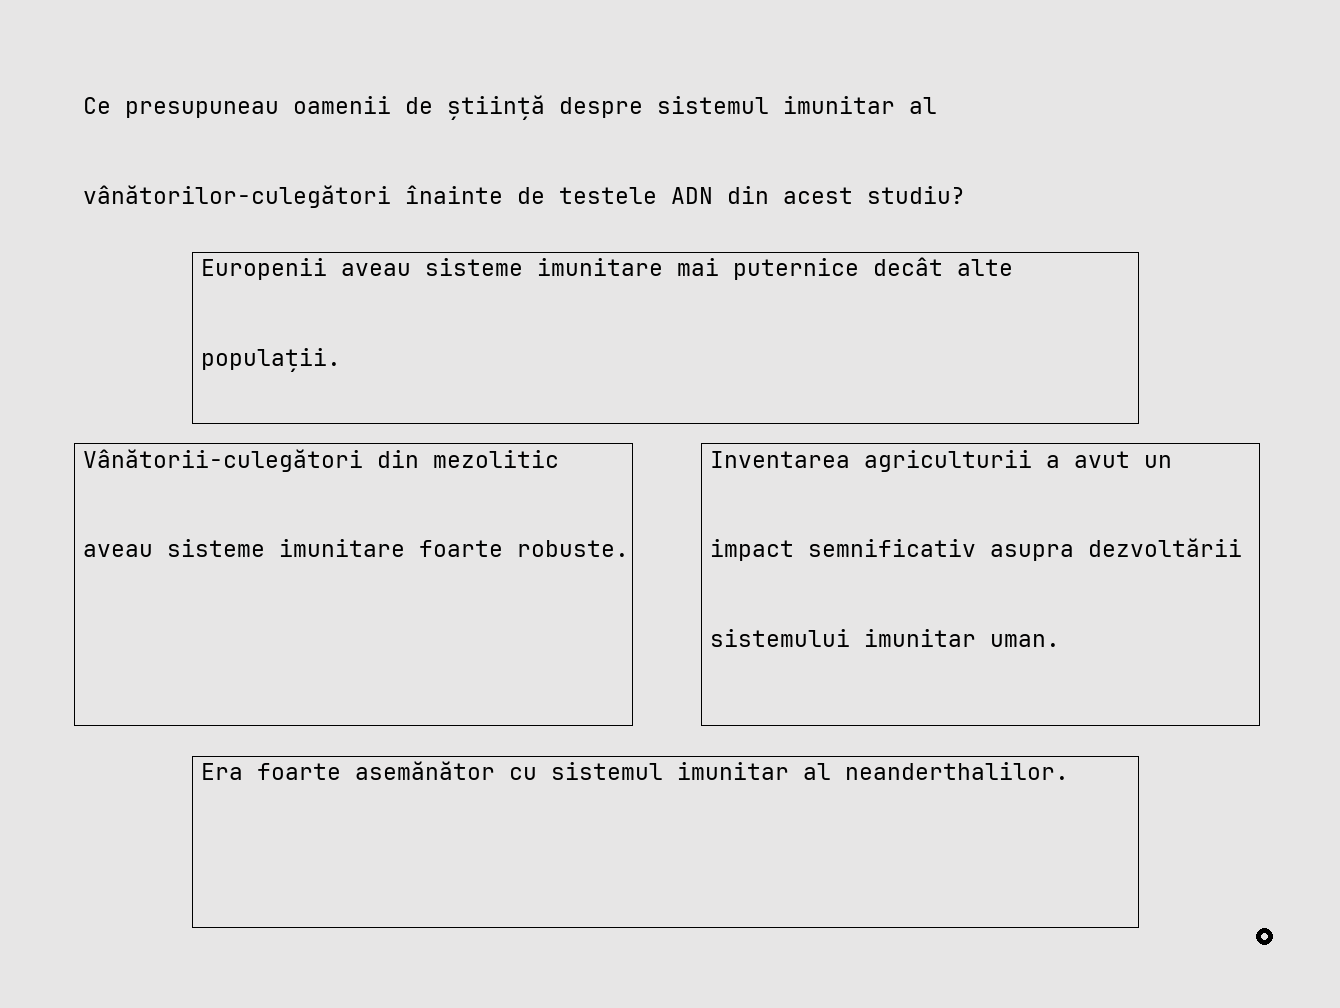 Ce presupuneau oamenii de știință despre sistemul imunitar al
vânătorilor-culegători înainte de testele ADN din acest studiu?
Europenii aveau sisteme imunitare mai puternice decât alte
populații.
Vânătorii-culegători din mezolitic
aveau sisteme imunitare foarte robuste.
Inventarea agriculturii a avut un
impact semnificativ asupra dezvoltării
sistemului imunitar uman.
Era foarte asemănător cu sistemul imunitar al neanderthalilor.